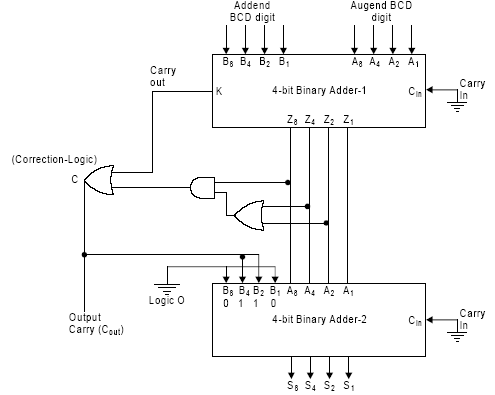 Addend
BCD digit
Augend BCD
digit
B8 B4 B2 B1
A8 A4 A2 A1
Carry
out
K
4-bit Binary Adder-1
Cin
Carry
In
Z8 Z4 Z2 Z1
(Correction-Logic)
C
Logic O
B8 B4 B2 B1 A8 A4 A2 A1
0 1 1 0
Output
Carry (Cout)
4-bit Binary Adder-2
Cin
Carry
In
S8 S4 S2 S1